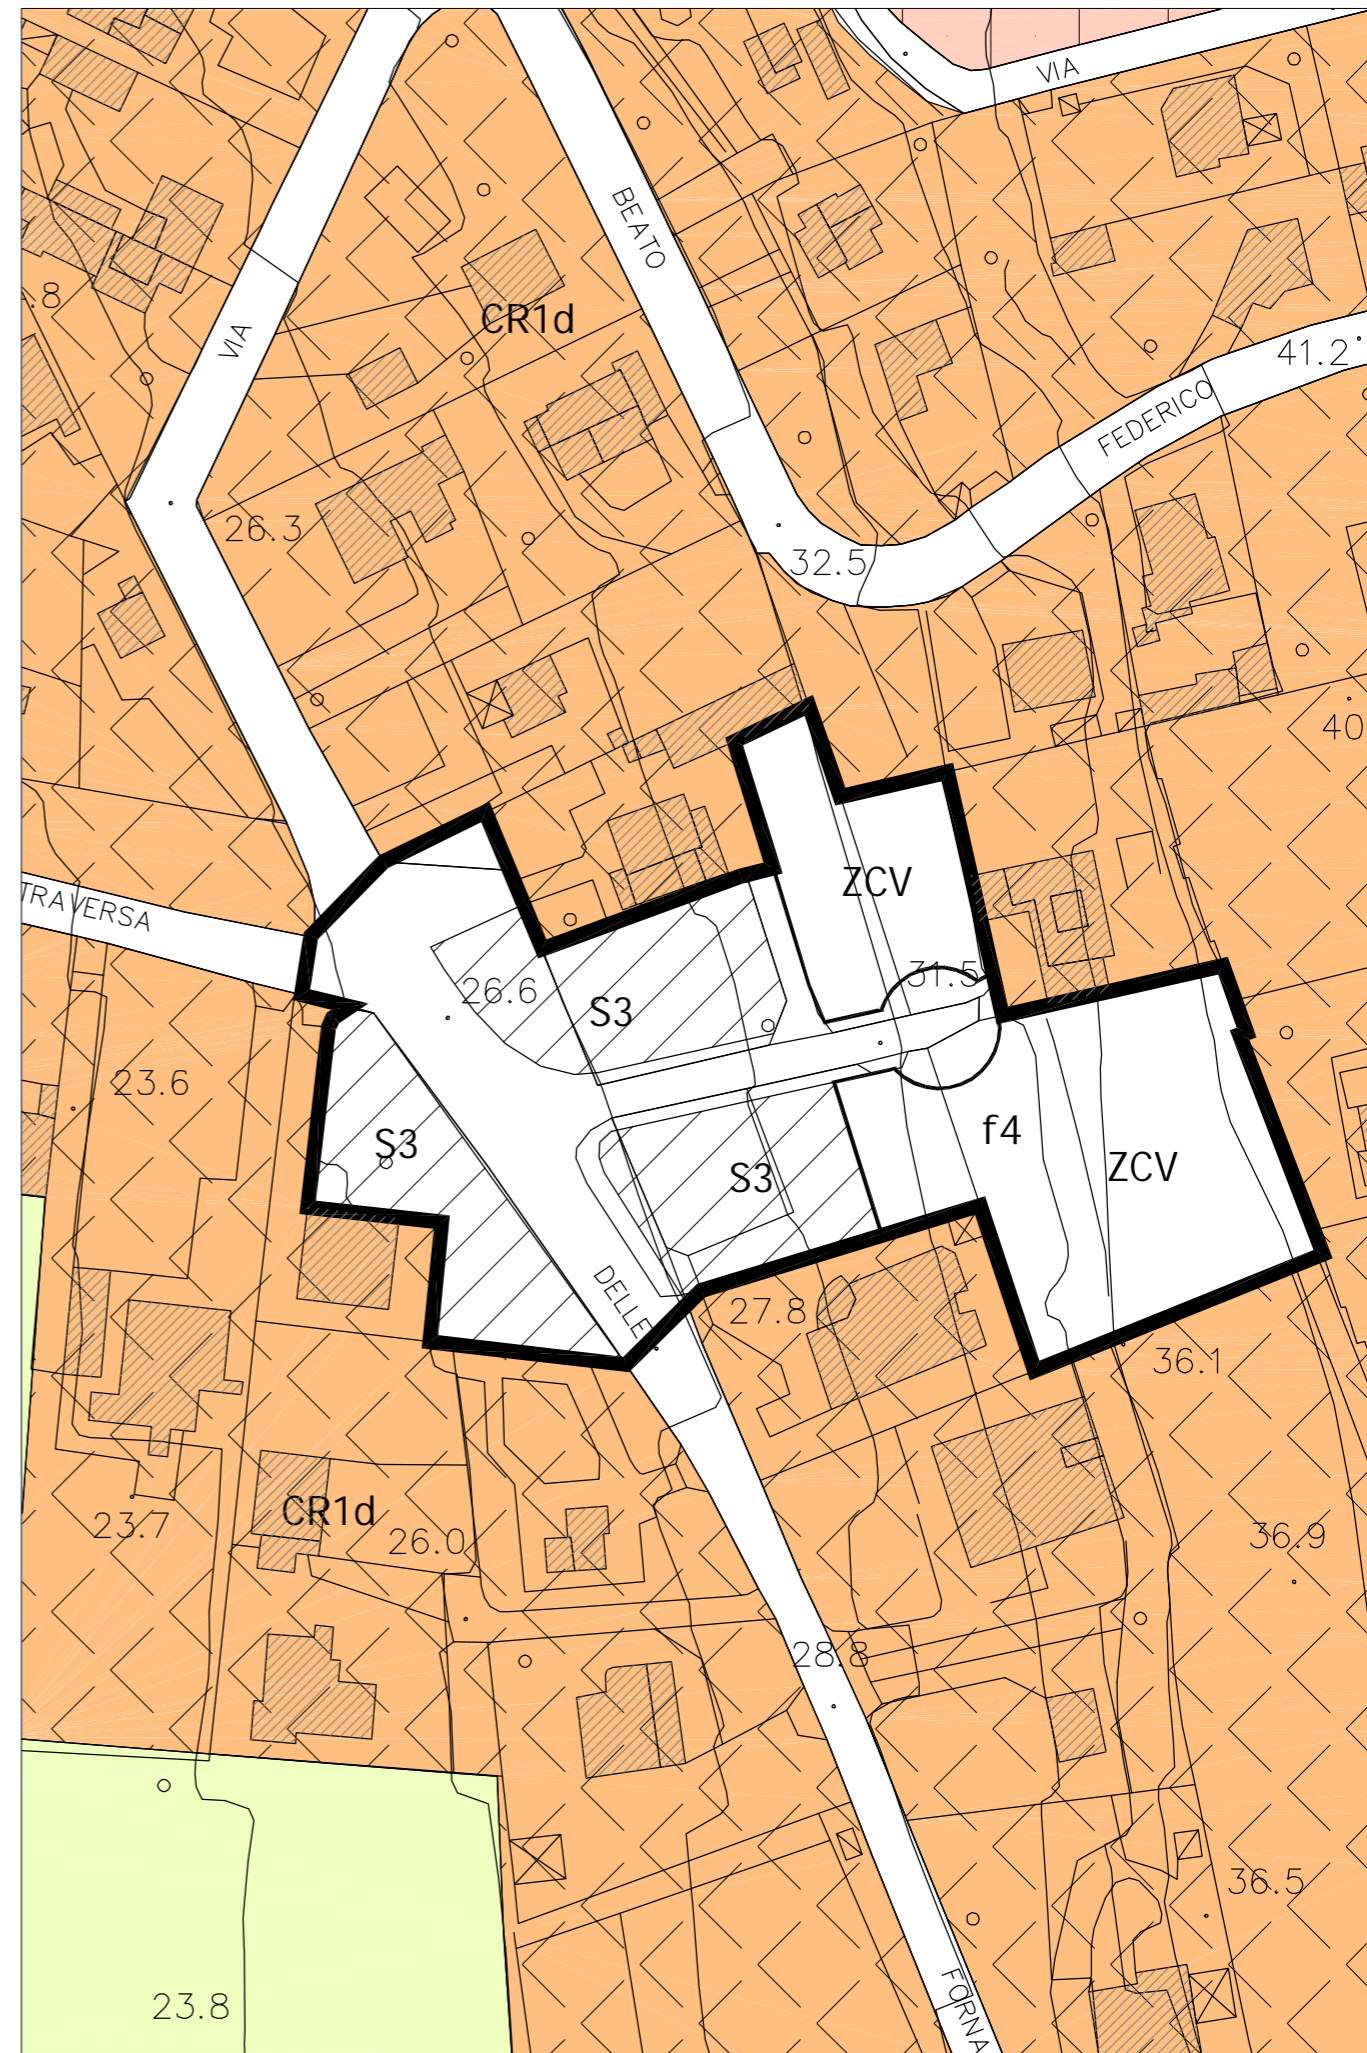 VIA
BEATO
.8
CR1d
VIA
41.2
FEDERICO
26.3
32.5
40
TRAVERSA
ZCV
31.5
26.6
S3
23.6
S3
f4
S3
ZCV
DELLE
27.8
36.1
CR1d
23.7
26.0
36.9
28.8
36.5
23.8
FORNA